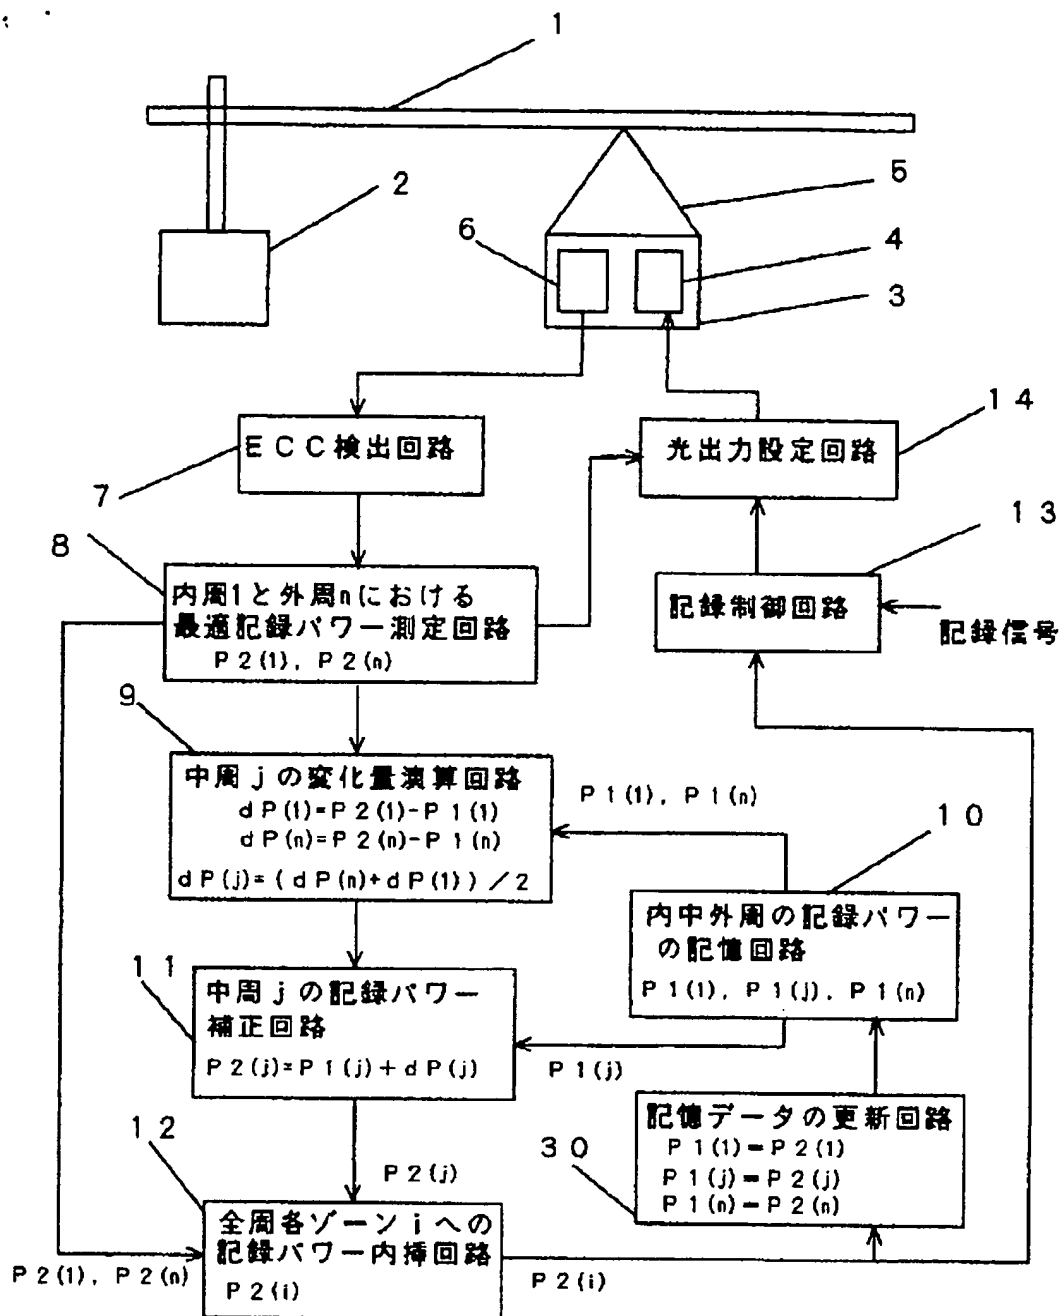 1
2
5
6
4
3
ECC検出回路
7
光出力設定回路
14
8
内周1と外周nにおける
最適記録パワー測定回路
P2(1), P2(n)
13
記録制御回路
記録信号
9
中周jの変化量演算回路
dP(1)=P2(1)-P1(1)
dP(n)=P2(n)-P1(n)
dP(j)=(dP(n)+dP(1))/2
P1(1), P1(n)
10
内中外周の記録パワー
の記憶回路
P1(1), P1(j), P1(n)
11
中周jの記録パワー
補正回路
P2(j)=P1(j)+dP(j)
P1(j)
記憶データの更新回路
P1(1)=P2(1)
P1(j)=P2(j)
P1(n)=P2(n)
30
12
P2(j)
全周各ゾーンiへの
記録パワー内挿回路
P2(i)
P2(1), P2(n)
P2(i)